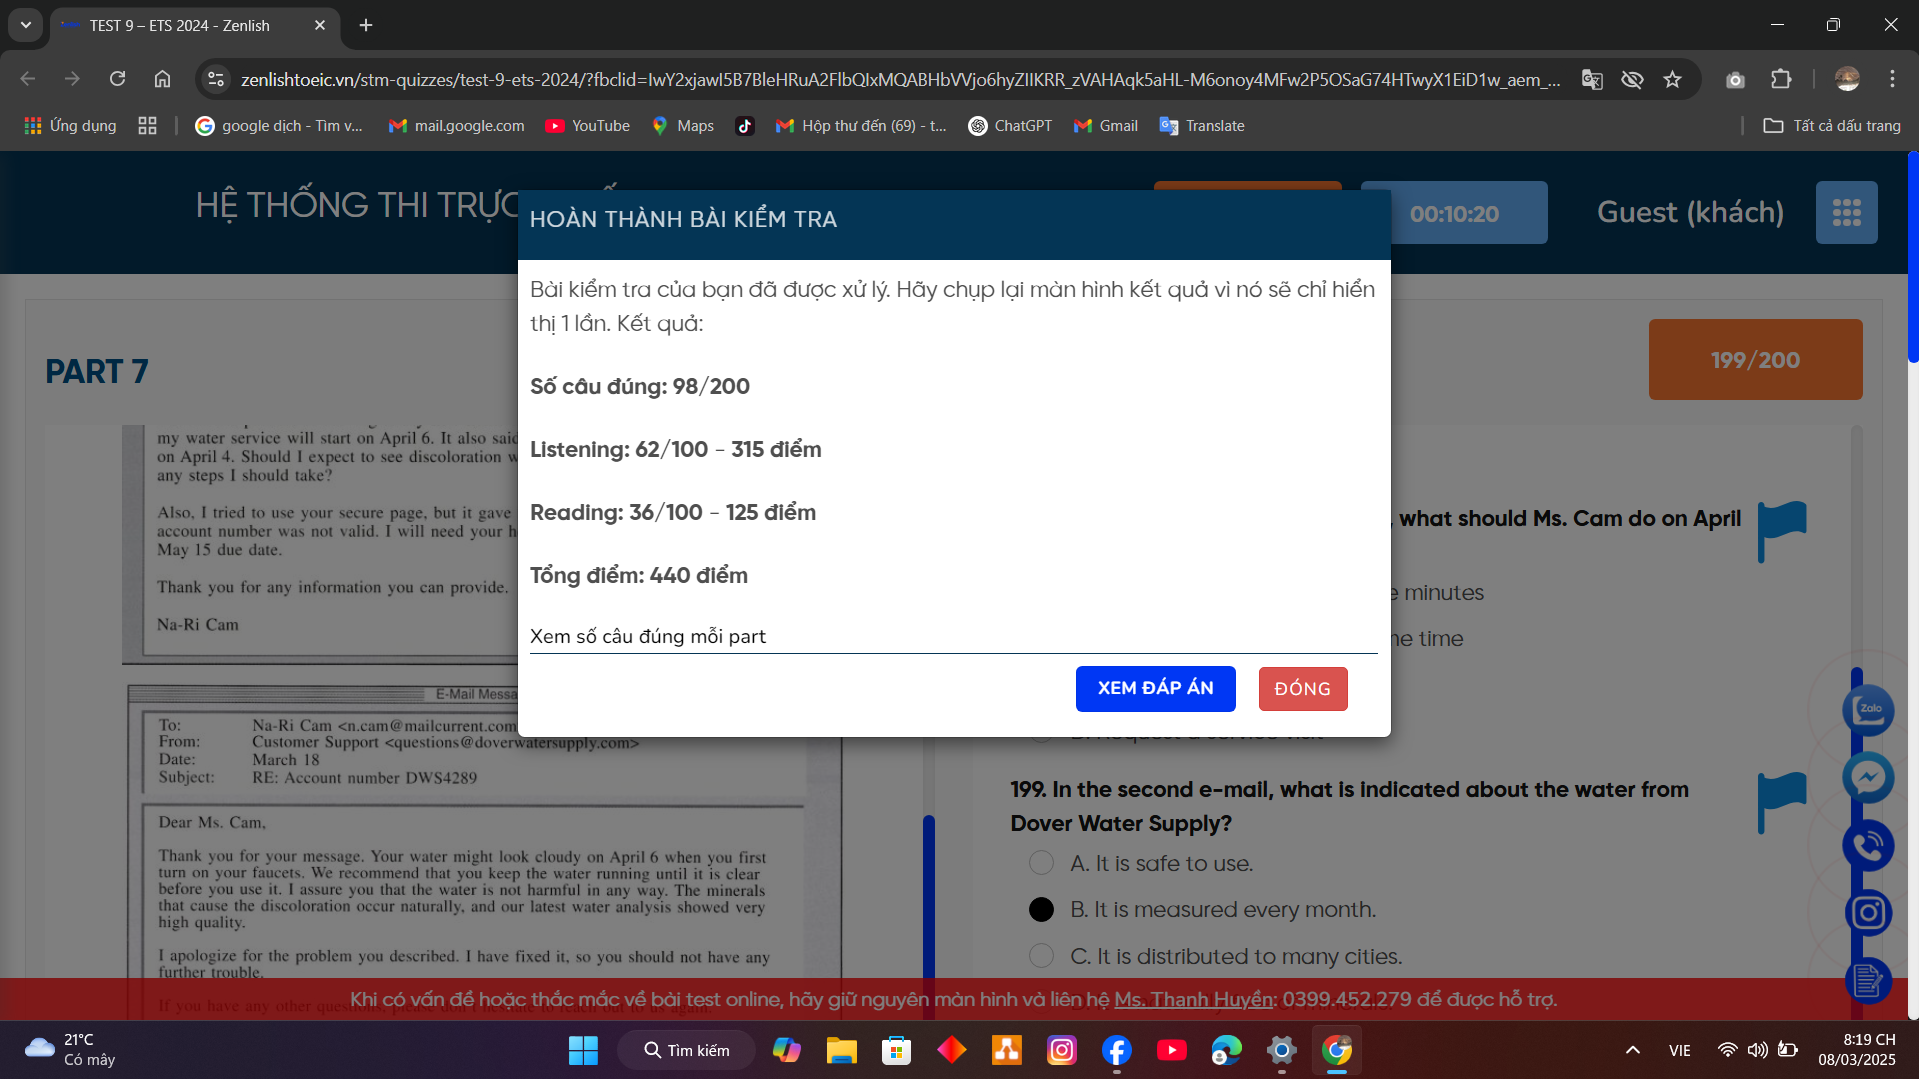 TEST 9 – ETS 2024 - Zenlish
zenlishtoeic.vn/stm-quizzes/test-9-ets-2024/?fbclid=IwY2xjawI5B7BleHRuA2FlbQIxMQABHbVVjo6hyZIIKRR_zVAHAqk5aHL-M6onoy4MFw2P5OSaG74HTwyX1EiD1w_aem_...
Ứng dụng
google dịch - Tìm v...
mail.google.com
YouTube
Maps
Hộp thư đến (69) - t...
ChatGPT
Gmail
Translate
Tất cả dấu trang
HỆ THỐNG THI TRỰC
00:10:20
Guest (khách)
HOÀN THÀNH BÀI KIỂM TRA
Bài kiểm tra của bạn đã được xử lý. Hãy chụp lại màn hình kết quả vì nó sẽ chỉ hiển
thị 1 lần. Kết quả:
Số câu đúng: 98/200
Listening: 62/100 - 315 điểm
Reading: 36/100 - 125 điểm
Tổng điểm: 440 điểm
Xem số câu đúng mỗi part
XEM ĐÁP ÁN
ĐÓNG
PART 7
199/200
my water service will start on April 6. It also said
on April 4. Should I expect to see discoloration w
any steps I should take?
Also, I tried to use your secure page, but it gave
account number was not valid. I will need your h
May 15 due date.
Thank you for any information you can provide.
Na-Ri Cam
E-Mail Messa
To: Na-Ri Cam <n.cam@mailcurrent.com
From: Customer Support <questions@doverwatersupply.com>
Date: March 18
Subject: RE: Account number DWS4289
Dear Ms. Cam,
Thank you for your message. Your water might look cloudy on April 6 when you first
turn on your faucets. We recommend that you keep the water running until it is clear
before you use it. I assure you that the water is not harmful in any way. The minerals
that cause the discoloration occur naturally, and our latest water analysis showed very
high quality.
I apologize for the problem you described. I have fixed it, so you should not have any
further trouble.
If you have any other questions, please don't hesitate to reach out to us again.
, what should Ms. Cam do on April
e minutes
ne time
199. In the second e-mail, what is indicated about the water from
Dover Water Supply?
A. It is safe to use.
B. It is measured every month.
C. It is distributed to many cities.
Zalo
Khi có vấn đề hoặc thắc mắc về bài test online, hãy giữ nguyên màn hình và liên hệ Ms. Thanh Huyền: 0399.452.279 để được hỗ trợ.
21°C
Có mây
Tìm kiếm
VIE
8:19 CH
08/03/2025